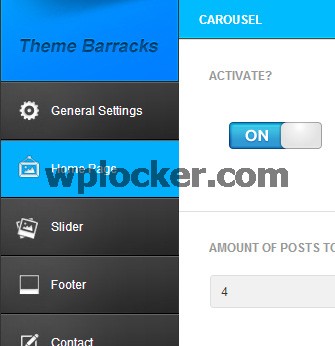 Theme Barracks
General Settings
Home Page
Slider
Footer
Contact
CAROUSEL
ACTIVATE?
ON
AMOUNT OF POSTS TO
4
wplocker.com